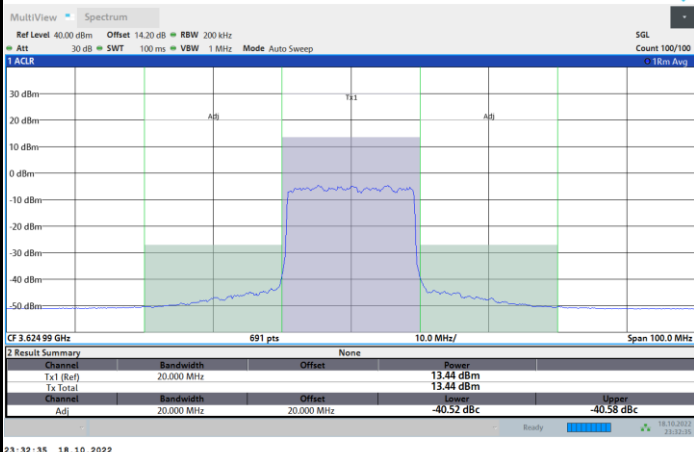 MultiView Spectrum
Ref Level 40.00 dBm Offset 14.20 dB RBW 200 kHz SGL
Att 30 dB SWT 100 ms VBW 1 MHz Mode Auto Sweep Count 100/100
1 ACLR 1Rm Avg
30 dBm
Tx1
20 dBm
Adj Adj
10 dBm
0 dBm
-10 dBm
-20 dBm
-30 dBm
-40 dBm
-50 dBm
CF 3.624 99 GHz 691 pts 10.0 MHz/ Span 100.0 MHz
2 Result Summary None
Channel Bandwidth Offset Power
Tx1 (Ref) 20.000 MHz 13.44 dBm
Tx Total 13.44 dBm
Channel Bandwidth Offset Lower Upper
Adj 20.000 MHz 20.000 MHz -40.52 dBc -40.58 dBc
Ready 18.10.2022
23:32:35
23:32:35 18.10.2022